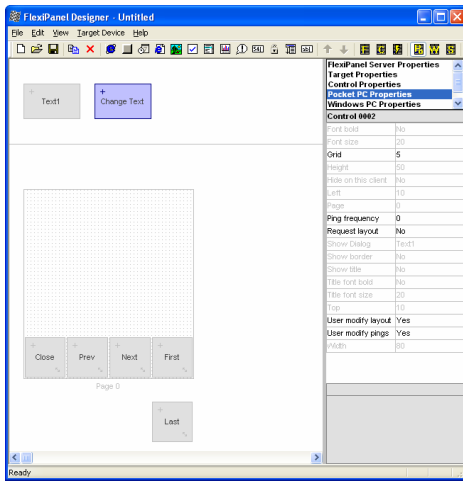 FlexiPanel Designer - Untitled
File Edit View Target Device Help
Text1
Change Text
Close Prev Next First
Page 0
Last
FlexiPanel Server Properties
Target Properties
Control Properties
Pocket PC Properties
Windows PC Properties
Control 0002
Font bold No
Font size 20
Grid 5
Height 50
Hide on this client No
Left 10
Page 0
Ping frequency 0
Request layout No
Show Dialog Text1
Show border No
Show title No
Title font bold No
Title font size 20
Top 10
User modify layout Yes
User modify pings Yes
Width 80
Ready